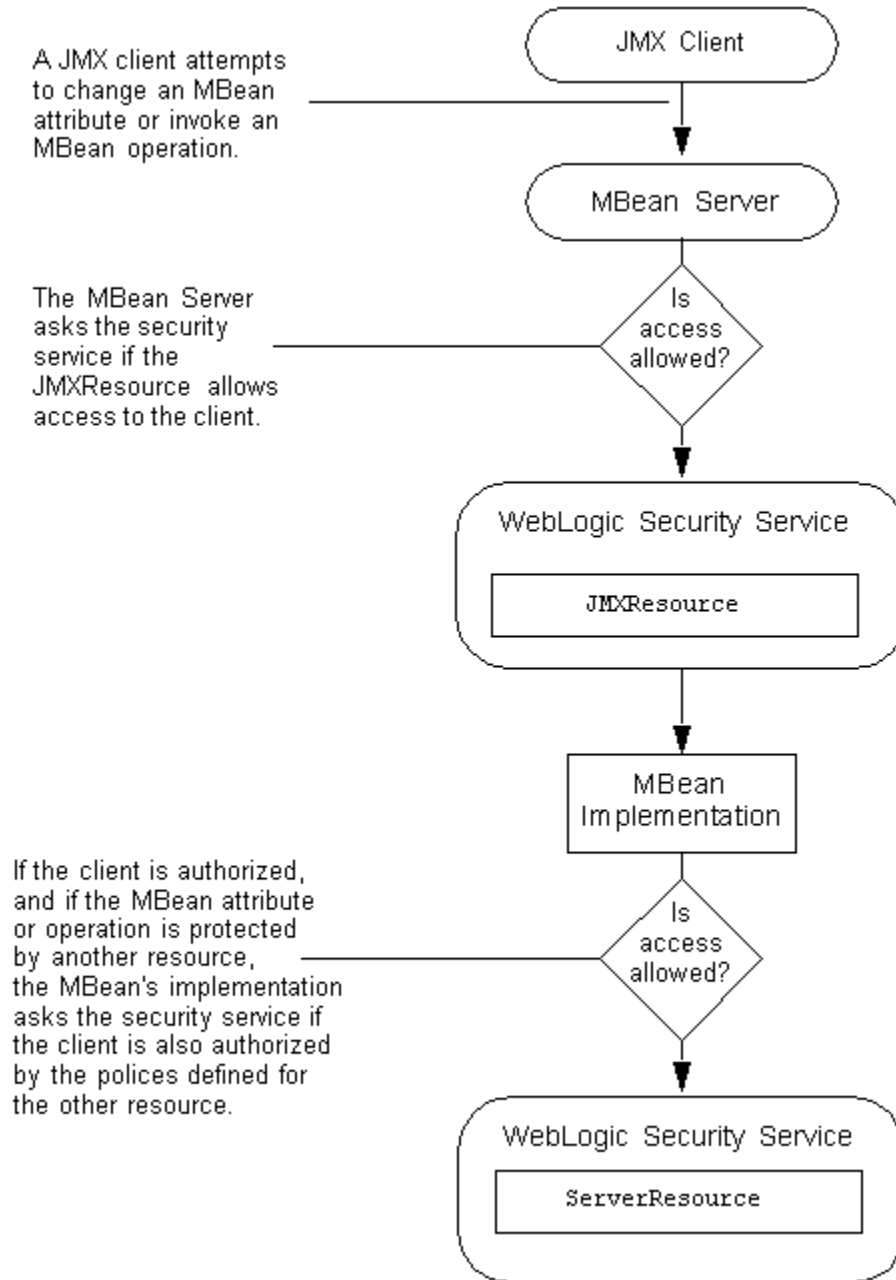 JMX Client
A JMX client attempts
to change an MBean
attribute or invoke an
MBean operation.
MBean Server
The MBean Server
asks the security
service if the
JMXResource allows
access to the client.
Is
access
allowed?
WebLogic Security Service
JMXResource
MBean
Implementation
If the client is authorized,
and if the MBean attribute
or operation is protected
by another resource,
the MBean's implementation
asks the security service if
the client is also authorized
by the polices defined for
the other resource.
Is
access
allowed?
WebLogic Security Service
ServerResource